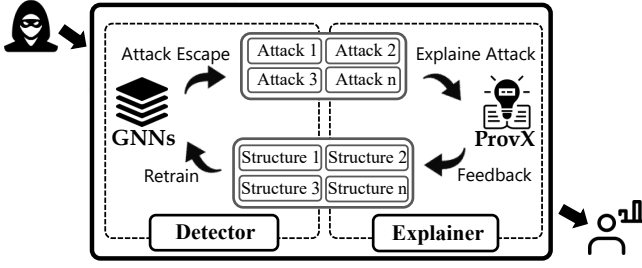 Attack Escape
Attack 1
Attack 2
Attack 3
Attack n
Explaine Attack
GNNs
ProvX
Retrain
Structure 1
Structure 2
Structure 3
Structure n
Feedback
Detector
Explainer